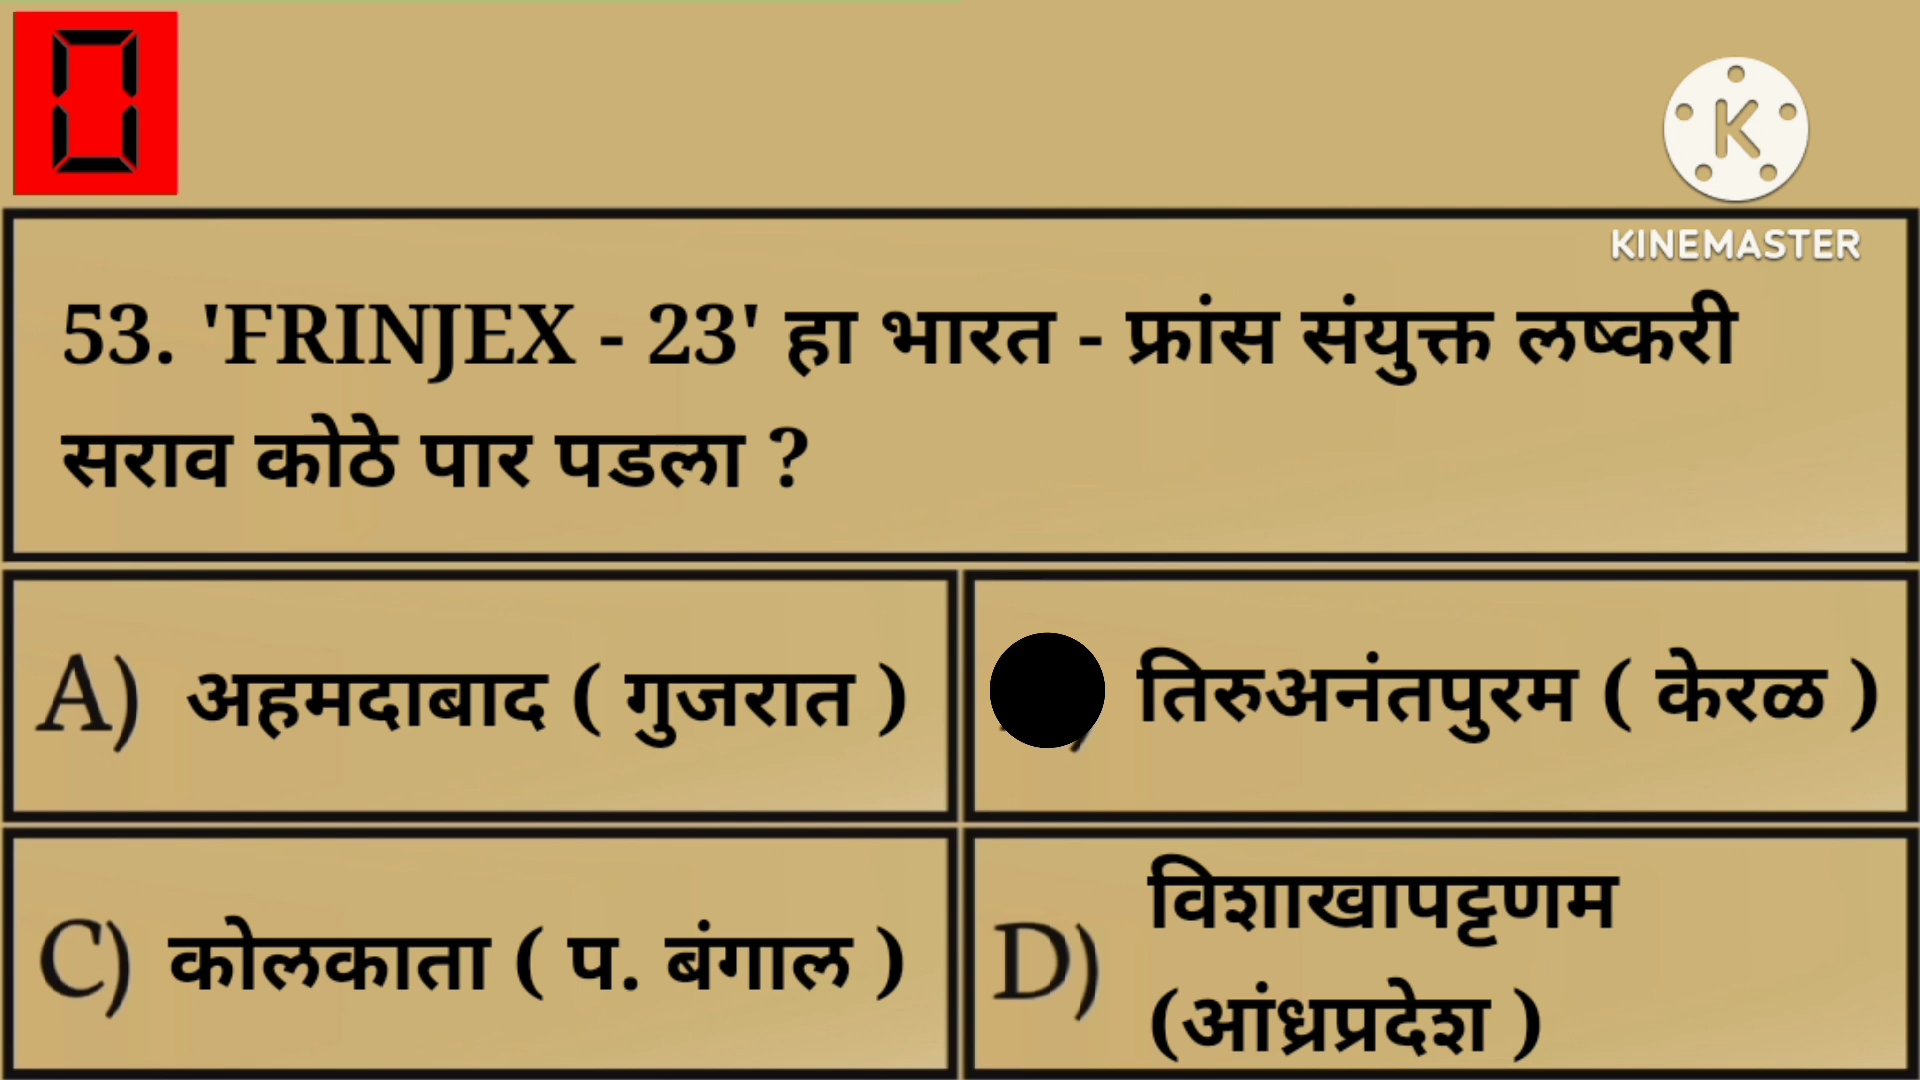 0
K
KINEMASTER
53. 'FRINJEX - 23' हा भारत - फ्रांस संयुक्त लष्करी
सराव कोठे पार पडला ?
A) अहमदाबाद ( गुजरात )
तिरुअनंतपुरम ( केरळ )
C) कोलकाता ( प. बंगाल )
D) विशाखापट्टणम
(आंध्रप्रदेश )